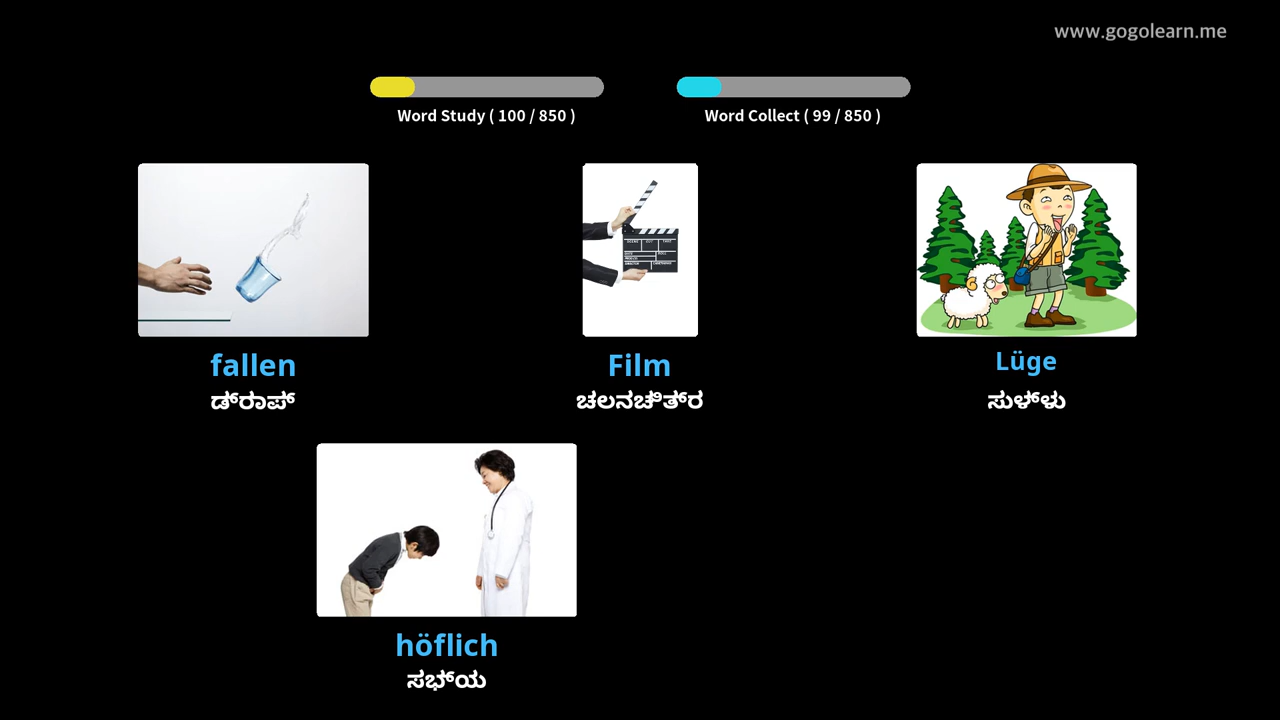 www.gogolearn.me
Word Study ( 100 / 850 )
Word Collect ( 99 / 850 )
fallen
ಡ್‌ರಾಪ್
Film
ಚಲನಚಿತ್‌ರ
Lüge
ಸುಳ್‌ಳು
höflich
ಸಭ್‌ಯ